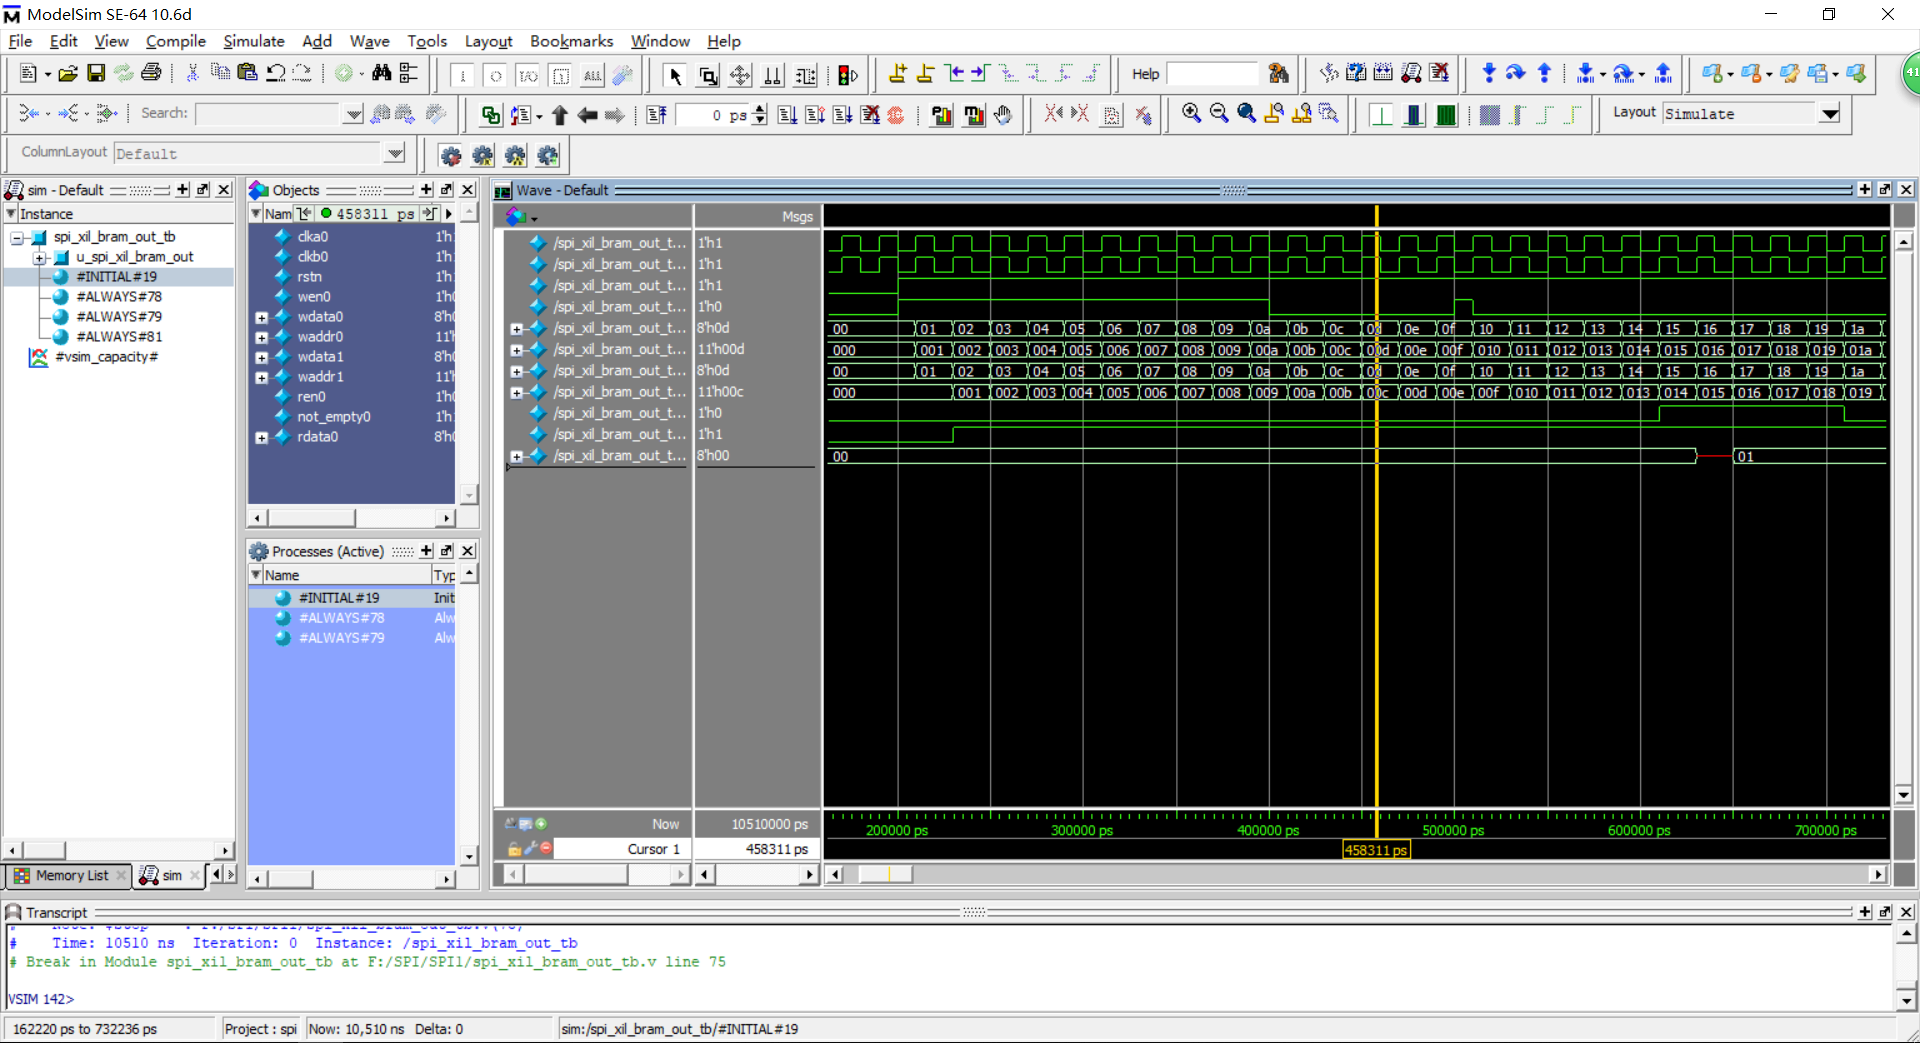 ModelSim SE-64 10.6d
File Edit View Compile Simulate Add Wave Tools Layout Bookmarks Window Help
Help
Search:
0 ps
Layout Simulate
ColumnLayout Default
sim - Default
Instance
spi_xil_bram_out_tb
u_spi_xil_bram_out
#INITIAL#19
#ALWAYS#78
#ALWAYS#79
#ALWAYS#81
#vsim_capacity#
Memory List
sim
Objects
Nam 458311 ps
clka0 1'h
clkb0 1'h
rstn 1'h
wen0 1'h
wdata0 8'h
waddr0 11'
wdata1 8'h
waddr1 11'
ren0 1'h
not_empty0 1'h
rdata0 8'h
Processes (Active)
Name Typ
#INITIAL#19 Init
#ALWAYS#78 Alw
#ALWAYS#79 Alw
Wave - Default
Msgs
/spi_xil_bram_out_t... 1'h1
/spi_xil_bram_out_t... 1'h1
/spi_xil_bram_out_t... 1'h1
/spi_xil_bram_out_t... 1'h0
/spi_xil_bram_out_t... 8'h0d 00 01 02 03 04 05 06 07 08 09 0a 0b 0c 0d 0e 0f 10 11 12 13 14 15 16 17 18 19 1a
/spi_xil_bram_out_t... 11'h00d 000 001 002 003 004 005 006 007 008 009 00a 00b 00c 00d 00e 00f 010 011 012 013 014 015 016 017 018 019 01a
/spi_xil_bram_out_t... 8'h0d 00 01 02 03 04 05 06 07 08 09 0a 0b 0c 0d 0e 0f 10 11 12 13 14 15 16 17 18 19 1a
/spi_xil_bram_out_t... 11'h00c 000 001 002 003 004 005 006 007 008 009 00a 00b 00c 00d 00e 00f 010 011 012 013 014 015 016 017 018 019
/spi_xil_bram_out_t... 1'h0
/spi_xil_bram_out_t... 1'h1
/spi_xil_bram_out_t... 8'h00 00 01
Now 10510000 ps 200000 ps 300000 ps 400000 ps 500000 ps 600000 ps 700000 ps
Cursor 1 458311 ps 458311 ps
Transcript
# Time: 10510 ns Iteration: 0 Instance: /spi_xil_bram_out_tb
# Break in Module spi_xil_bram_out_tb at F:/SPI/SPI1/spi_xil_bram_out_tb.v line 75
VSIM 142>
162220 ps to 732236 ps Project : spi Now: 10,510 ns Delta: 0 sim:/spi_xil_bram_out_tb/#INITIAL#19